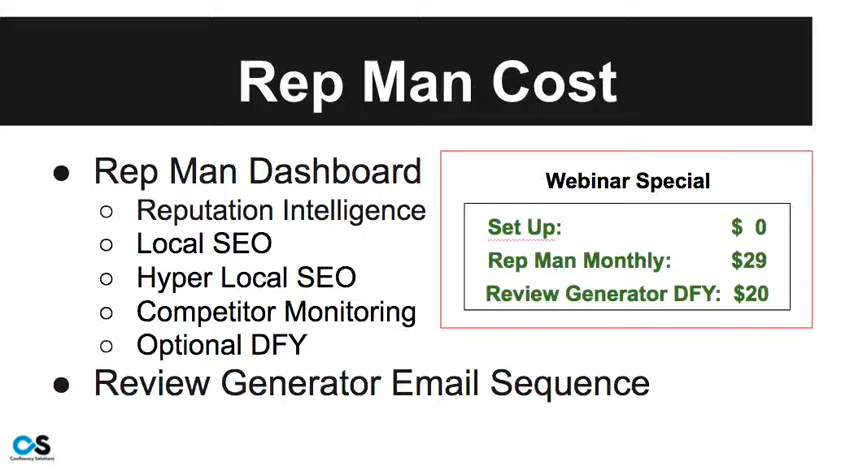 Rep Man Cost
● Rep Man Dashboard
○ Reputation Intelligence
○ Local SEO
○ Hyper Local SEO
○ Competitor Monitoring
○ Optional DFY
● Review Generator Email Sequence
Webinar Special
Set Up: $ 0
Rep Man Monthly: $29
Review Generator DFY: $20
CS